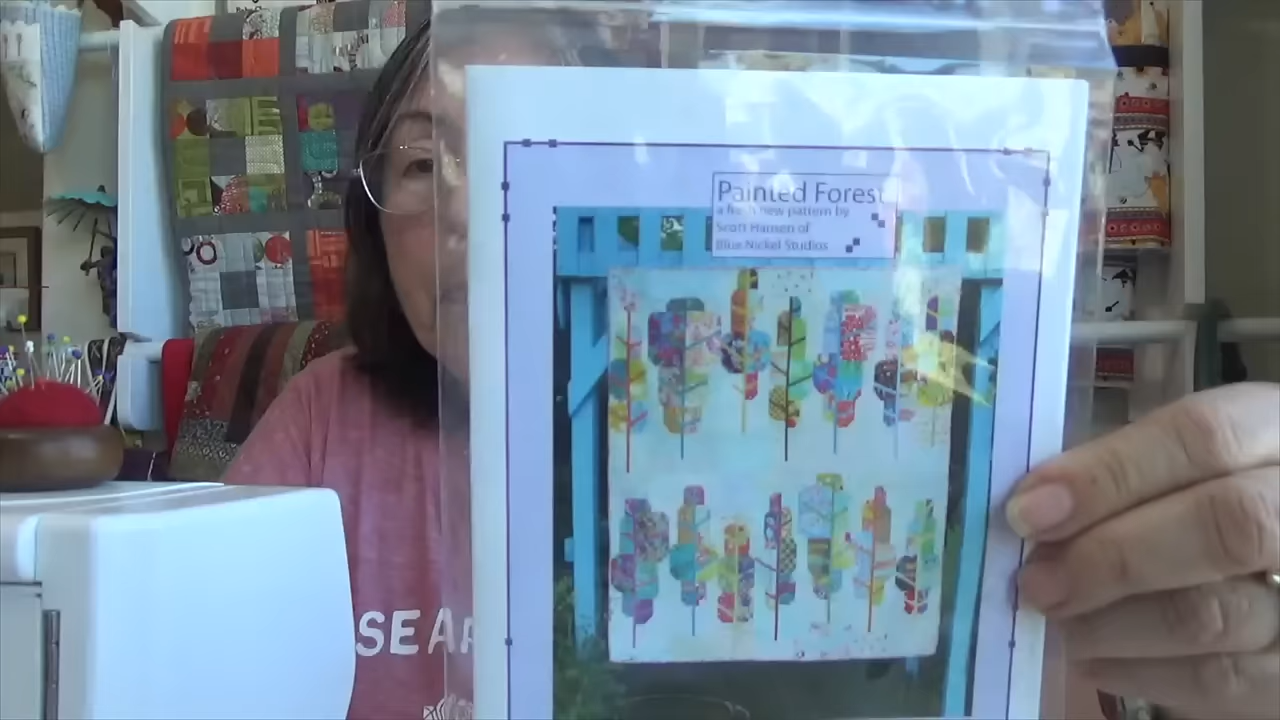 Painted Forest
a fresh new pattern by
Scott Hansen of
Blue Nickel Studios
SEA